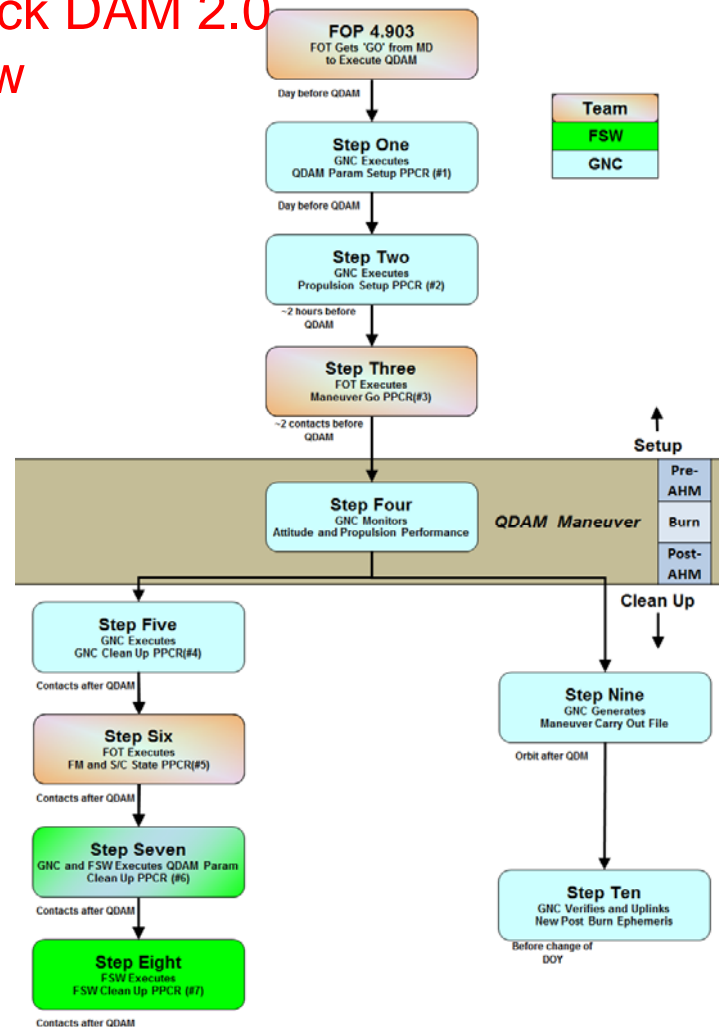 ck DAM 2.0
w
FOP 4.903
FOT Gets 'GO' from MD
to Execute QDAM
Day before QDAM
Team
FSW
GNC
Step One
GNC Executes
QDAM Param Setup PPCR (#1)
Day before QDAM
Step Two
GNC Executes
Propulsion Setup PPCR (#2)
~2 hours before
QDAM
Step Three
FOT Executes
Maneuver Go PPCR(#3)
~2 contacts before
QDAM
Setup
Pre-
AHM
Burn
Post-
AHM
Step Four
GNC Monitors
Attitude and Propulsion Performance
QDAM Maneuver
Clean Up
Step Five
GNC Executes
GNC Clean Up PPCR(#4)
Contacts after QDAM
Step Six
FOT Executes
FM and S/C State PPCR(#5)
Contacts after QDAM
Step Seven
GNC and FSW Executes QDAM Param
Clean Up PPCR (#6)
Contacts after QDAM
Step Eight
FSW Executes
FSW Clean Up PPCR (#7)
Contacts after QDAM
Step Nine
GNC Generates
Maneuver Carry Out File
Orbit after QDM
Step Ten
GNC Verifies and Uplinks
New Post Burn Ephemeris
Before change of
DOY